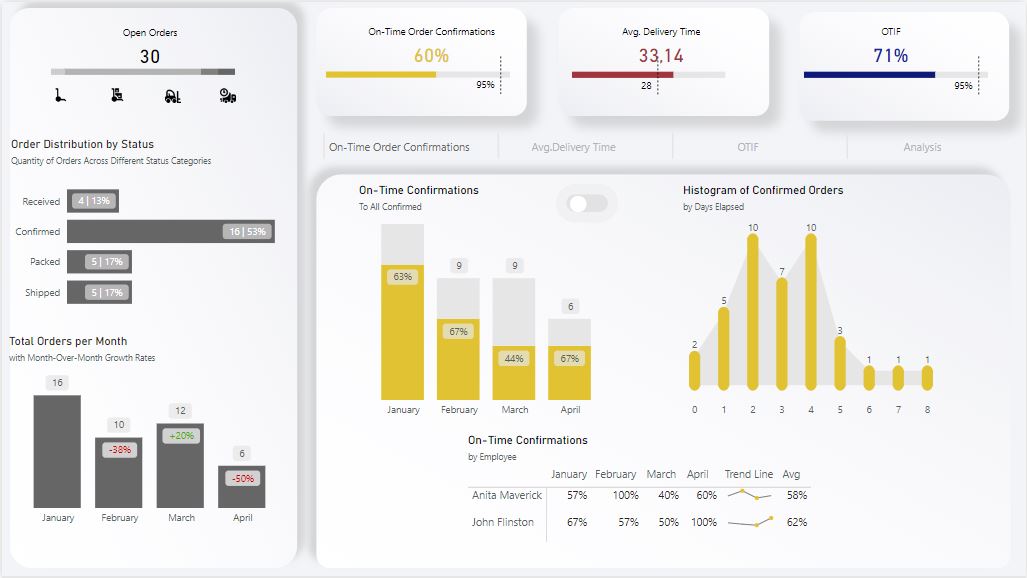 Open Orders
30
On-Time Order Confirmations
60%
95%
Avg. Delivery Time
33,14
28
OTIF
71%
95%
Order Distribution by Status
Quantity of Orders Across Different Status Categories
Received 4 | 13%
Confirmed 16 | 53%
Packed 5 | 17%
Shipped 5 | 17%
Total Orders per Month
with Month-Over-Month Growth Rates
16 10 12 6
-38% +20% -50%
January February March April
On-Time Order Confirmations Avg.Delivery Time OTIF Analysis
On-Time Confirmations
To All Confirmed
9 9 6
63% 67% 44% 67%
January February March April
Histogram of Confirmed Orders
by Days Elapsed
2 5 10 7 10 3 1 1 1
0 1 2 3 4 5 6 7 8
On-Time Confirmations
by Employee
January February March April Trend Line Avg
Anita Maverick 57% 100% 40% 60% 58%
John Flinston 67% 57% 50% 100% 62%